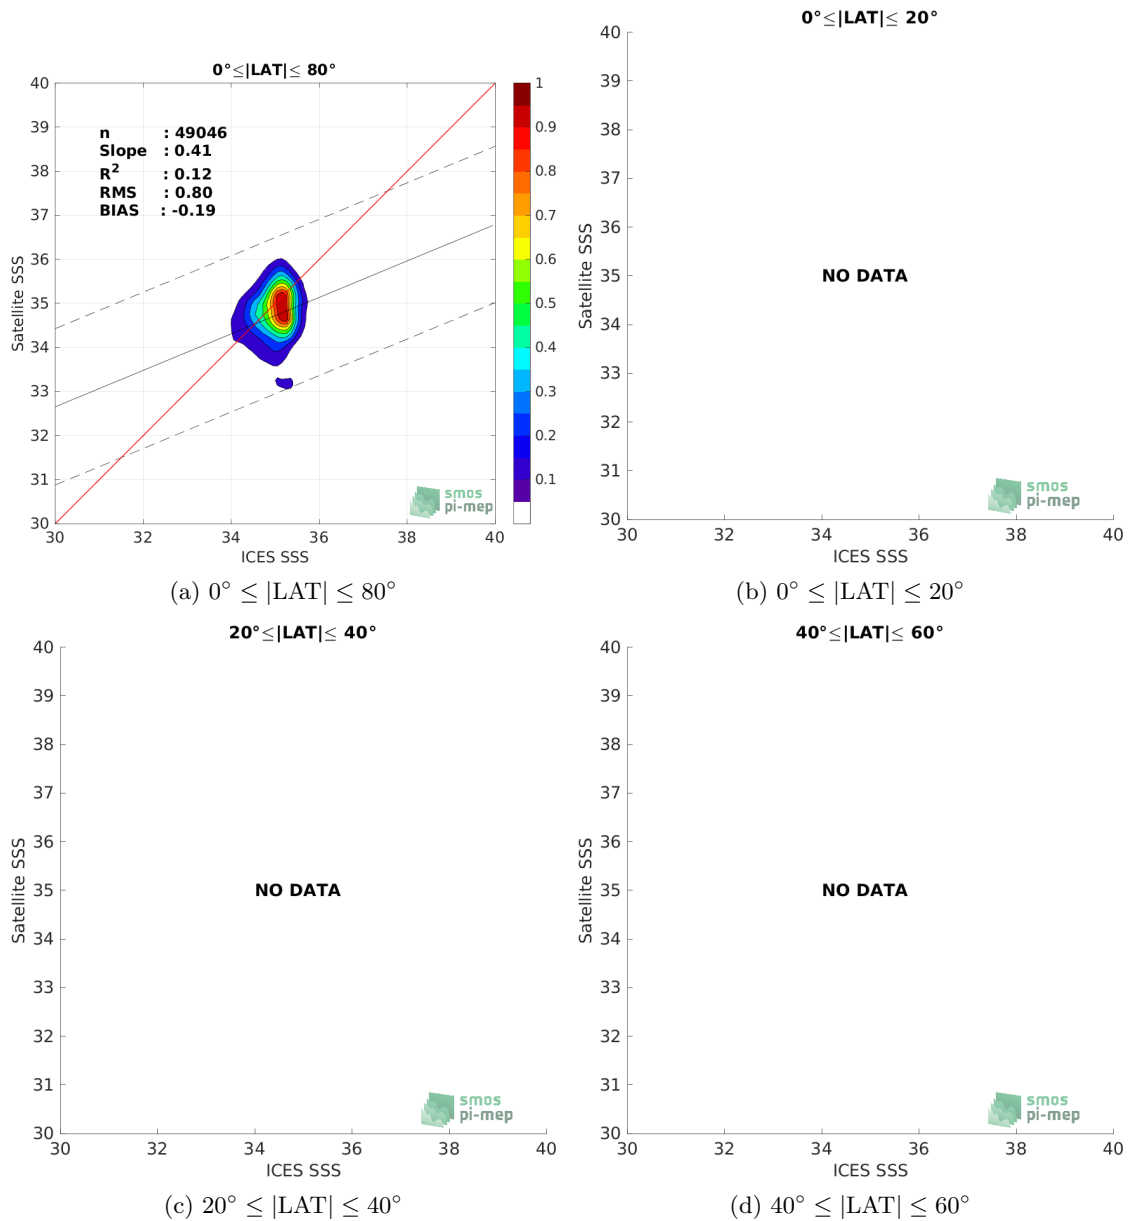 0°≤|LAT|≤ 80°
40
39
38
37
36
35
34
33
32
31
30
Satellite SSS
n : 49046
Slope : 0.41
R² : 0.12
RMS : 0.80
BIAS : -0.19
smos
pi-mep
30 32 34 36 38 40
ICES SSS
1
0.9
0.8
0.7
0.6
0.5
0.4
0.3
0.2
0.1
(a) 0° ≤ |LAT| ≤ 80°
0°≤|LAT|≤ 20°
40
39
38
37
36
35
34
33
32
31
30
Satellite SSS
NO DATA
smos
pi-mep
30 32 34 36 38 40
ICES SSS
(b) 0° ≤ |LAT| ≤ 20°
20°≤|LAT|≤ 40°
40
39
38
37
36
35
34
33
32
31
30
Satellite SSS
NO DATA
smos
pi-mep
30 32 34 36 38 40
ICES SSS
(c) 20° ≤ |LAT| ≤ 40°
40°≤|LAT|≤ 60°
40
39
38
37
36
35
34
33
32
31
30
Satellite SSS
NO DATA
smos
pi-mep
30 32 34 36 38 40
ICES SSS
(d) 40° ≤ |LAT| ≤ 60°